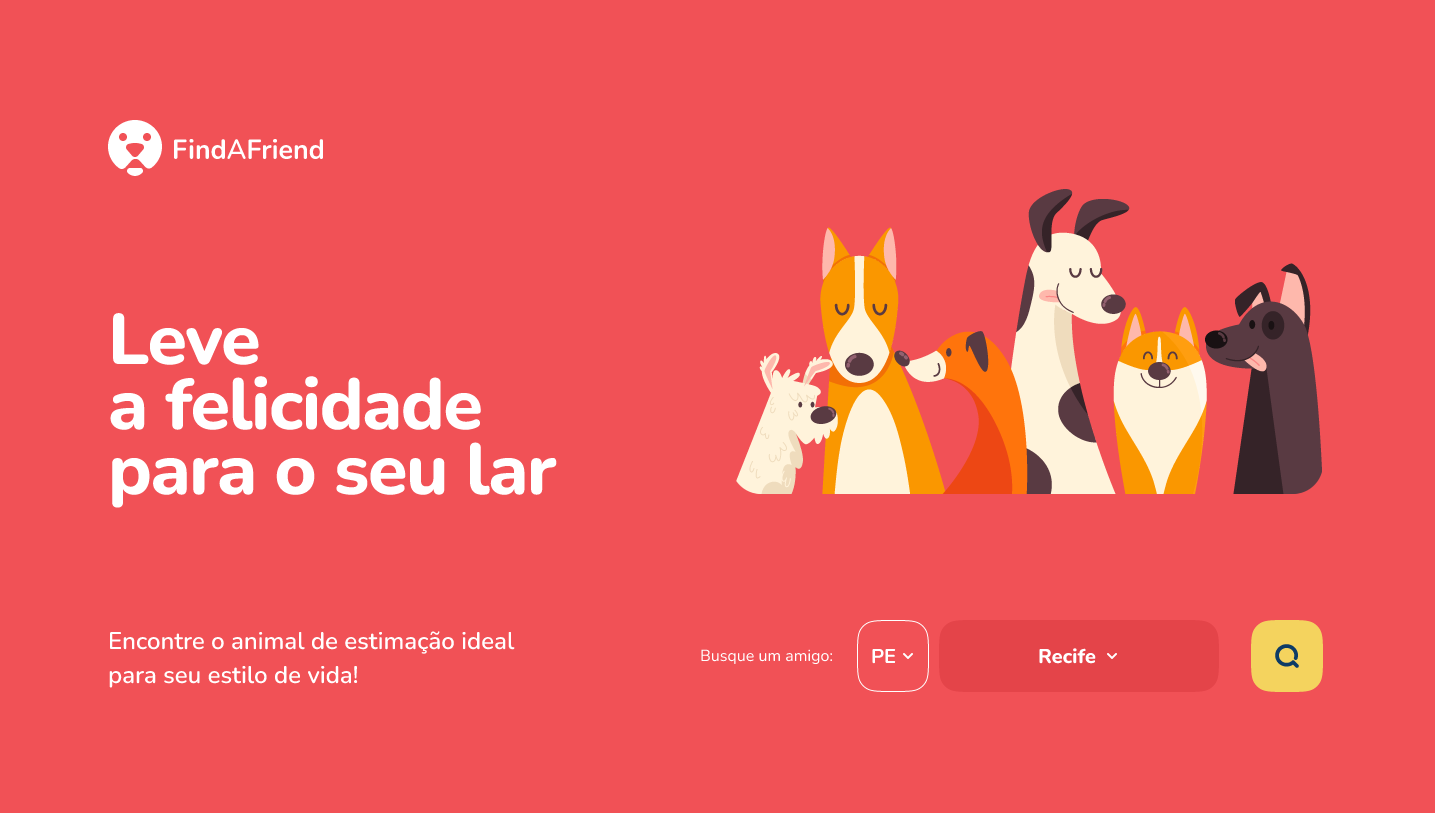 FindAFriend
Leve
a felicidade
para o seu lar
Encontre o animal de estimação ideal
para seu estilo de vida!
Busque um amigo:
PE
Recife